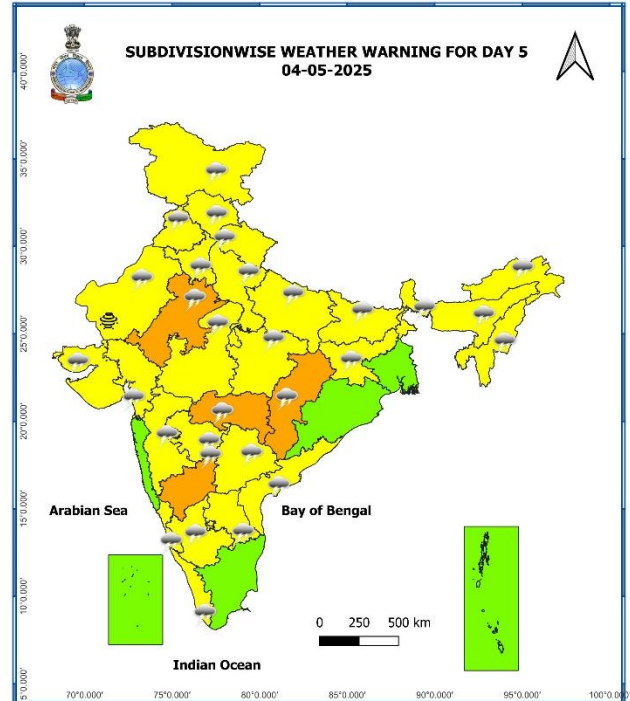 SUBDIVISIONWISE WEATHER WARNING FOR DAY 5
04-05-2025
40°0.000'
35°0.000'
30°0.000'
25°0.000'
20°0.000'
15°0.000'
10°0.000'
5°0.000'
Arabian Sea
Bay of Bengal
0 250 500 km
Indian Ocean
70°0.000' 75°0.000' 80°0.000' 85°0.000' 90°0.000' 95°0.000' 100°0.000'